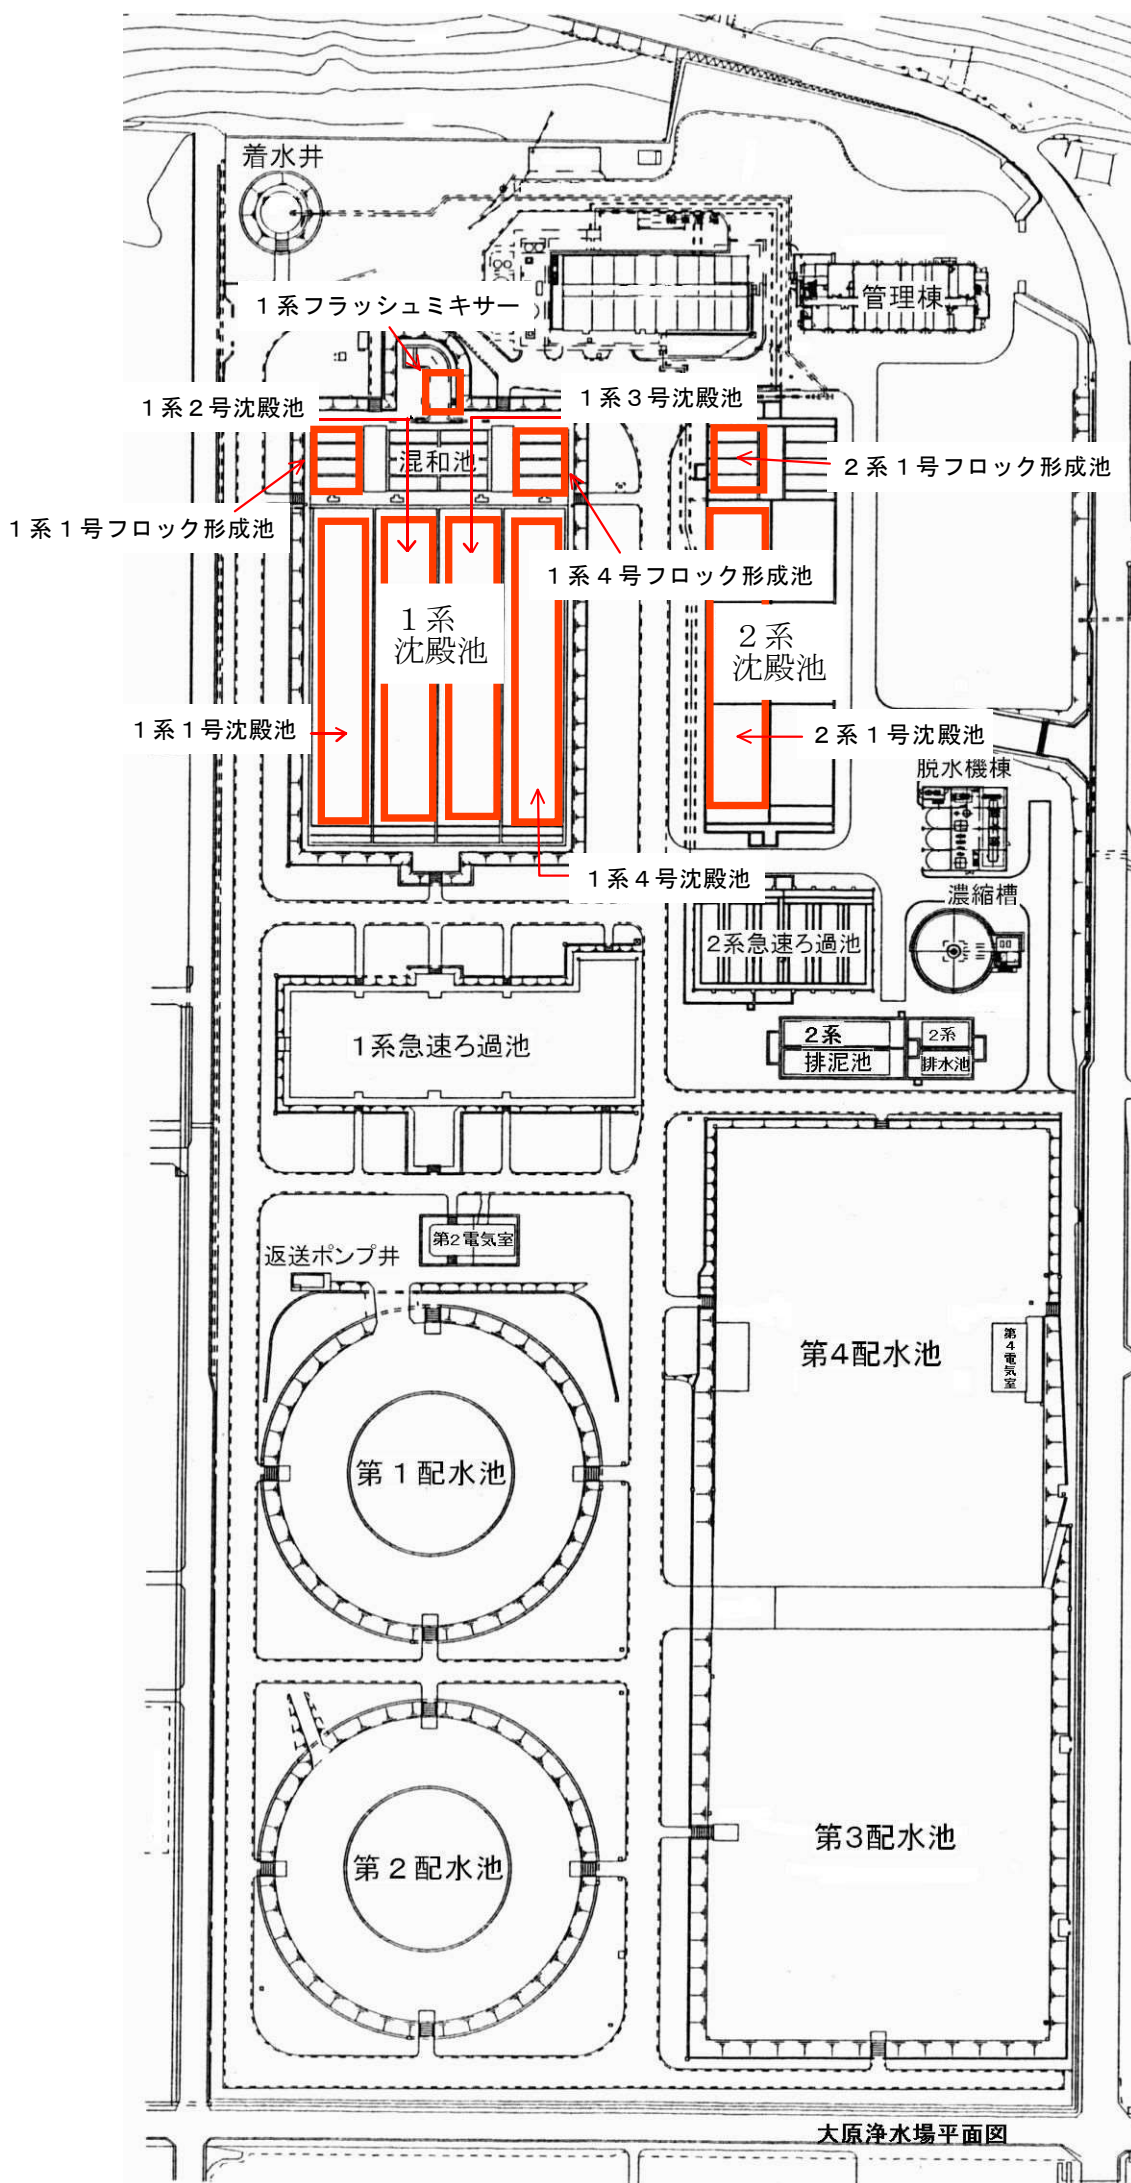 着水井
管理棟
1系フラッシュミキサー
1系2号沈殿池
1系3号沈殿池
混和池
2系1号フロック形成池
1系1号フロック形成池
1系4号フロック形成池
1系
沈殿池
2系
沈殿池
1系1号沈殿池
2系1号沈殿池
脱水機棟
1系4号沈殿池
濃縮槽
2系急速ろ過池
1系急速ろ過池
2系
排泥池
2系
排水池
第2電気室
返送ポンプ井
第4配水池
第4電気室
第1配水池
第3配水池
第2配水池
大原浄水場平面図